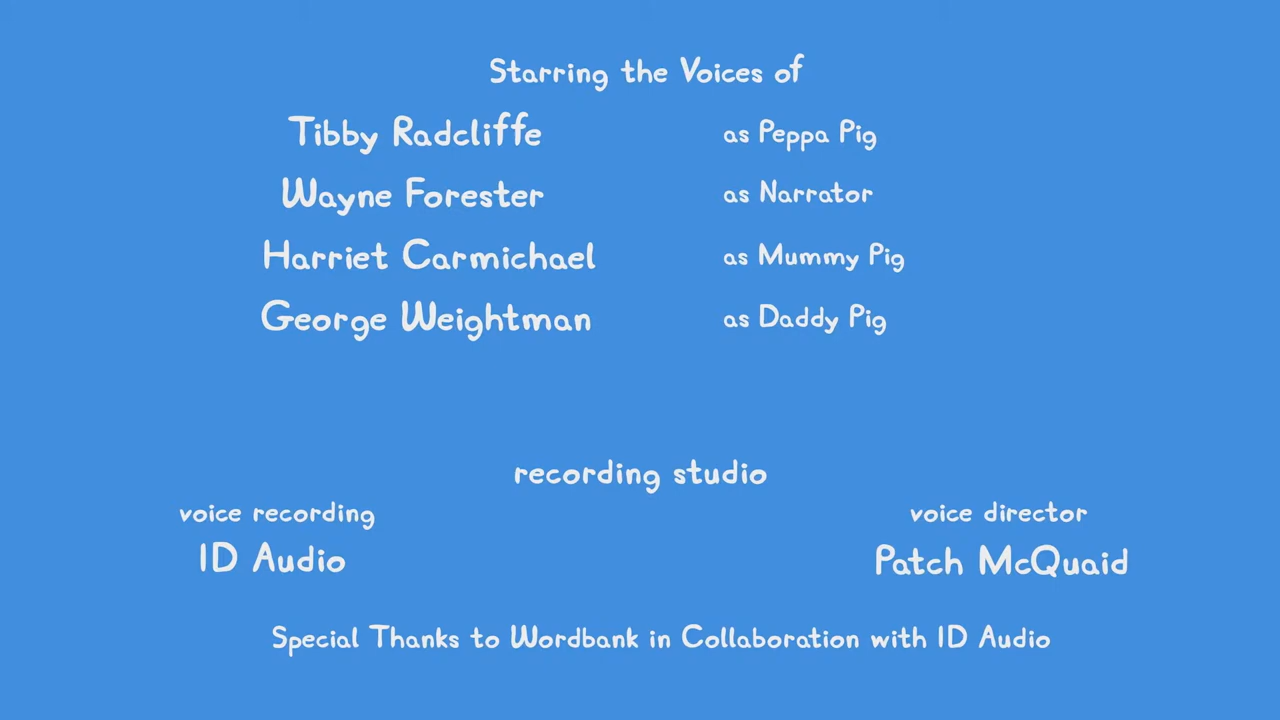 Starring the Voices of
Tibby Radcliffe as Peppa Pig
Wayne Forester as Narrator
Harriet Carmichael as Mummy Pig
George Weightman as Daddy Pig
recording studio
voice recording voice director
ID Audio Patch McQuaid
Special Thanks to Wordbank in Collaboration with ID Audio